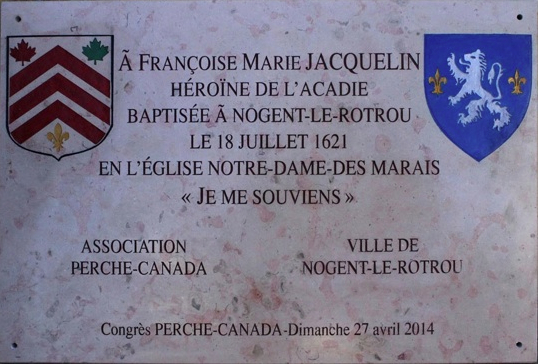 Ã FRANÇOISE MARIE JACQUELIN
HÉROÏNE DE L'ACADIE
BAPTISÉE Ã NOGENT-LE-ROTROU
LE 18 JUILLET 1621
EN L'ÉGLISE NOTRE-DAME-DES MARAIS
« JE ME SOUVIENS »
ASSOCIATION
PERCHE-CANADA
VILLE DE
NOGENT-LE-ROTROU
Congrès PERCHE-CANADA-Dimanche 27 avril 2014